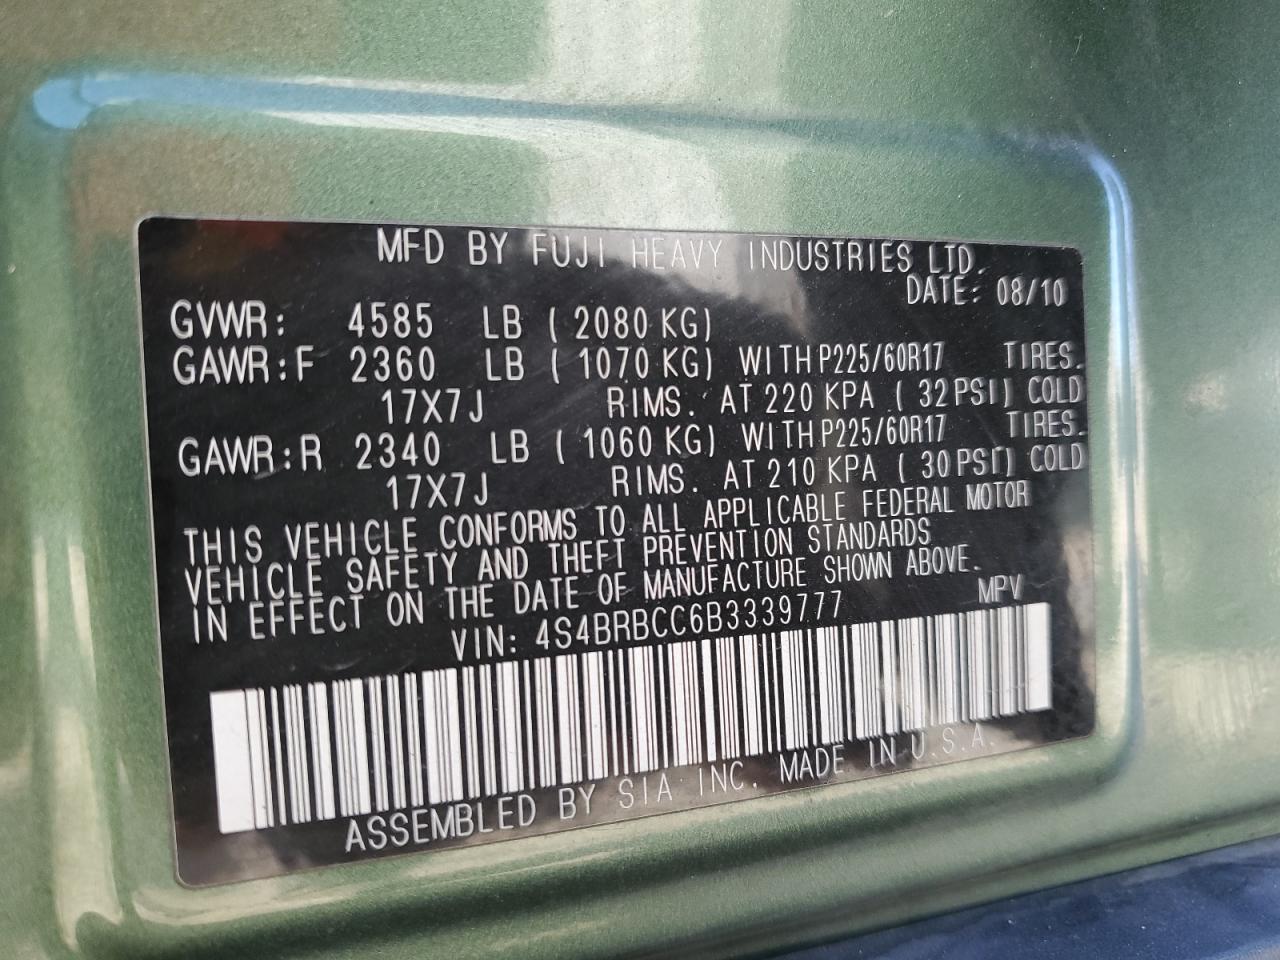 MFD BY FUJI HEAVY INDUSTRIES LTD.
DATE: 08/10
GVWR: 4585 LB ( 2080 KG)
GAWR:F 2360 LB ( 1070 KG) WITH P225/60R17 TIRES.
17X7J RIMS. AT 220 KPA ( 32 PSI) COLD
GAWR:R 2340 LB ( 1060 KG) WITH P225/60R17 TIRES.
17X7J RIMS. AT 210 KPA ( 30 PSI) COLD
THIS VEHICLE CONFORMS TO ALL APPLICABLE FEDERAL MOTOR
VEHICLE SAFETY AND THEFT PREVENTION STANDARDS
IN EFFECT ON THE DATE OF MANUFACTURE SHOWN ABOVE.
VIN: 4S4BRBCC6B3339777 MPV
ASSEMBLED BY SIA INC. MADE IN U.S.A.